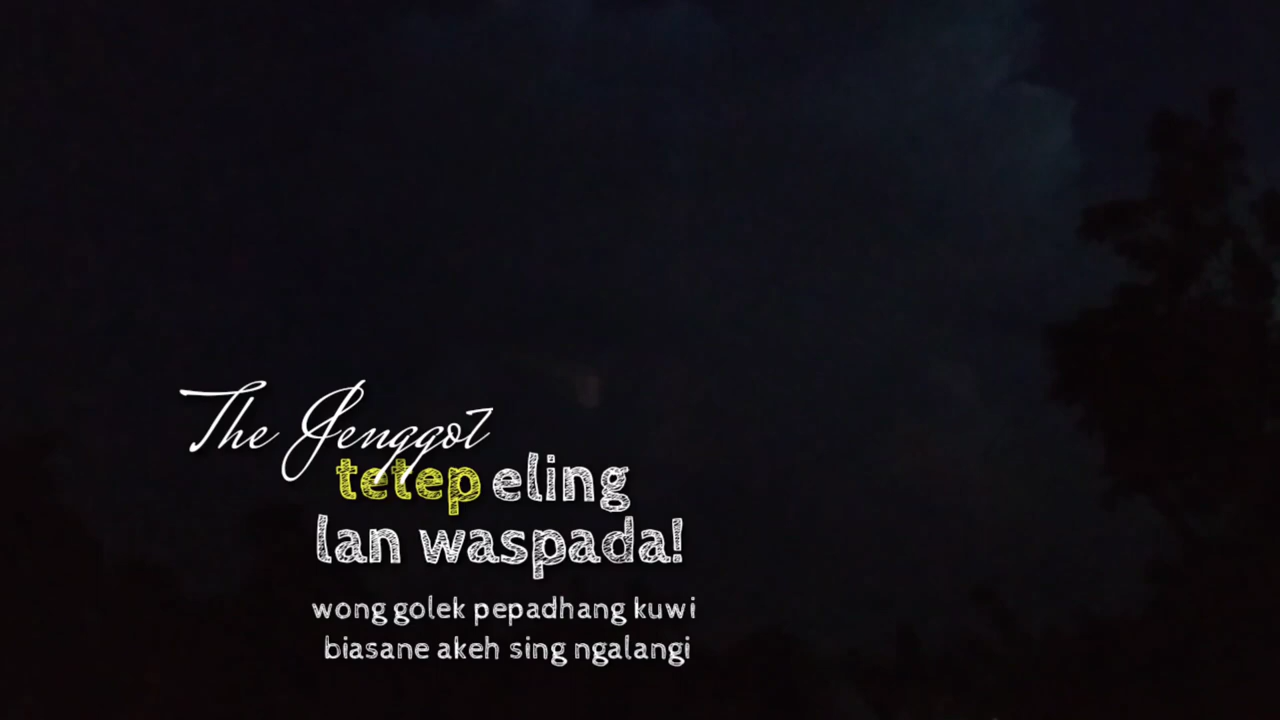 The Jenggot
tetep eling
lan waspada!
wong golek pepadhang kuwi
biasane akeh sing ngalangi